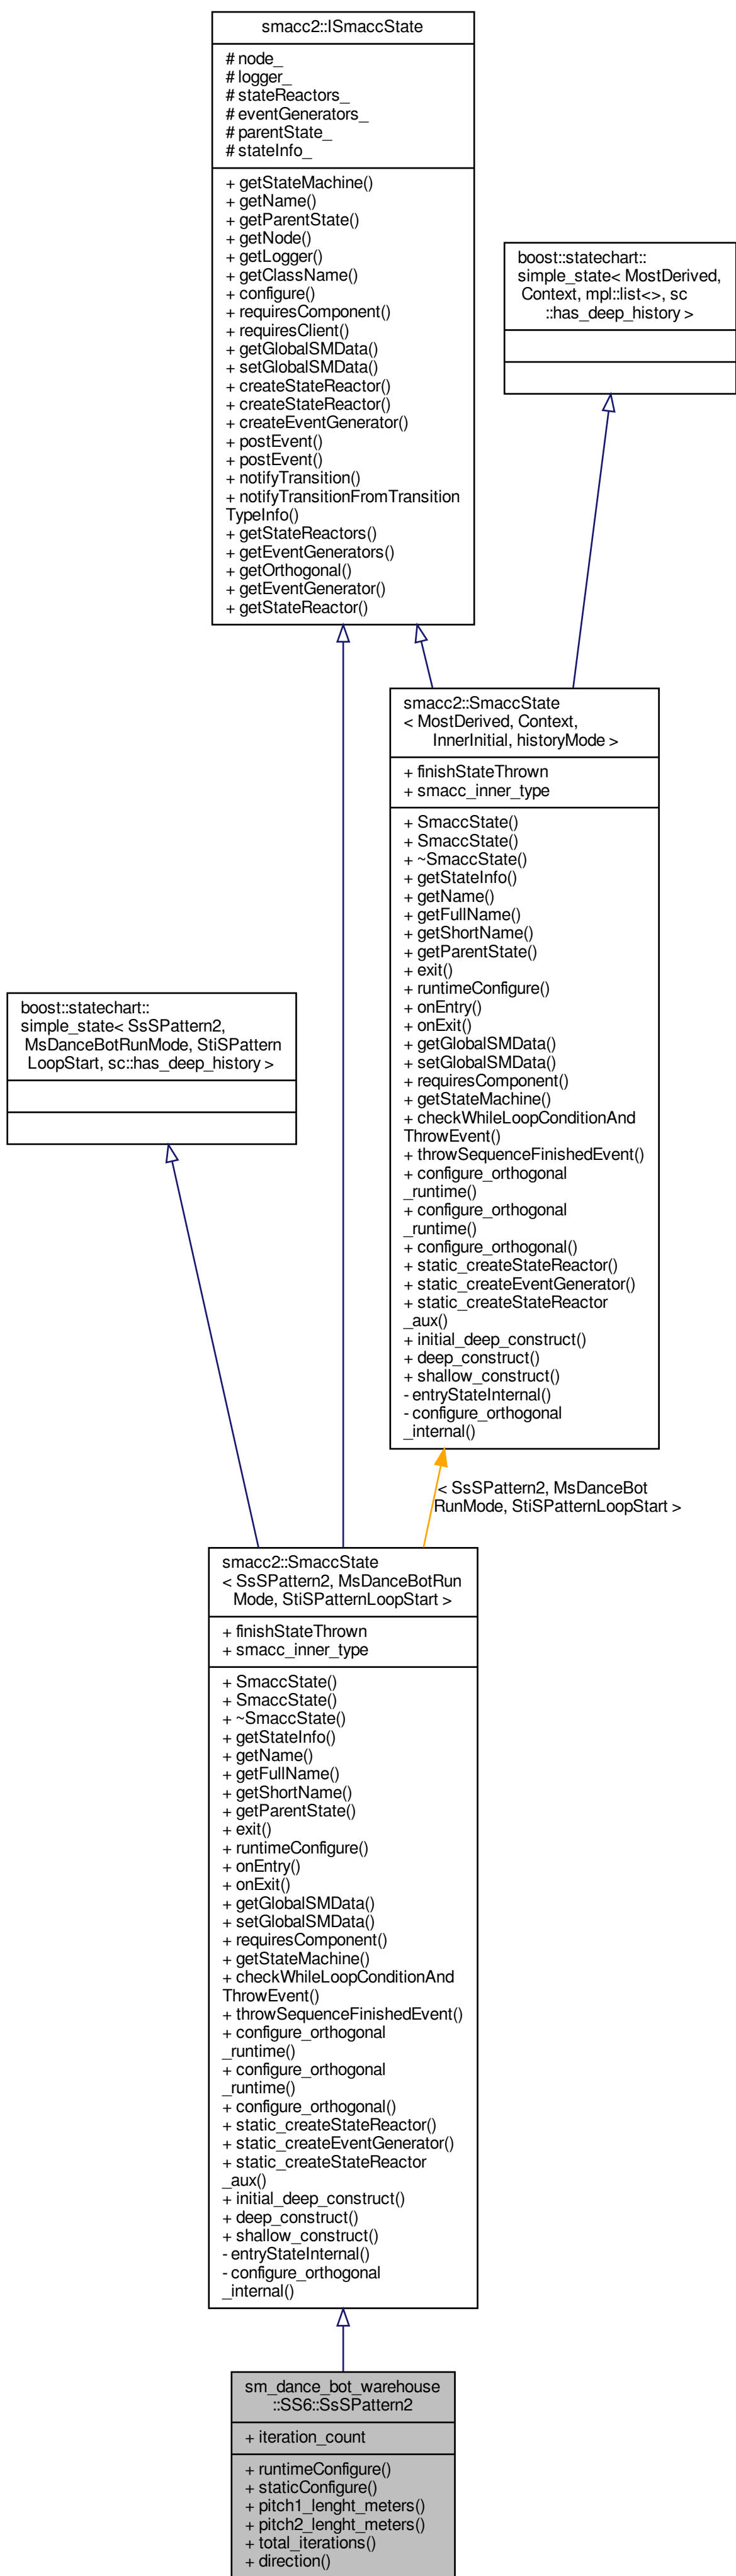 smacc2::ISmaccState
# node_
# logger_
# stateReactors_
# eventGenerators_
# parentState_
# stateInfo_
+ getStateMachine()
+ getName()
+ getParentState()
+ getNode()
+ getLogger()
+ getClassName()
+ configure()
+ requiresComponent()
+ requiresClient()
+ getGlobalSMData()
+ setGlobalSMData()
+ createStateReactor()
+ createStateReactor()
+ createEventGenerator()
+ postEvent()
+ postEvent()
+ notifyTransition()
+ notifyTransitionFromTransition
TypeInfo()
+ getStateReactors()
+ getEventGenerators()
+ getOrthogonal()
+ getEventGenerator()
+ getStateReactor()
boost::statechart::
simple_state< MostDerived,
Context, mpl::list<>, sc
::has_deep_history >
smacc2::SmaccState
< MostDerived, Context,
InnerInitial, historyMode >
+ finishStateThrown
+ smacc_inner_type
+ SmaccState()
+ SmaccState()
+ ~SmaccState()
+ getStateInfo()
+ getName()
+ getFullName()
+ getShortName()
+ getParentState()
+ exit()
+ runtimeConfigure()
+ onEntry()
+ onExit()
+ getGlobalSMData()
+ setGlobalSMData()
+ requiresComponent()
+ getStateMachine()
+ checkWhileLoopConditionAnd
ThrowEvent()
+ throwSequenceFinishedEvent()
+ configure_orthogonal
_runtime()
+ configure_orthogonal
_runtime()
+ configure_orthogonal()
+ static_createStateReactor()
+ static_createEventGenerator()
+ static_createStateReactor
_aux()
+ initial_deep_construct()
+ deep_construct()
+ shallow_construct()
- entryStateInternal()
- configure_orthogonal
_internal()
boost::statechart::
simple_state< SsSPattern2,
MsDanceBotRunMode, StiSPattern
LoopStart, sc::has_deep_history >
< SsSPattern2, MsDanceBot
RunMode, StiSPatternLoopStart >
smacc2::SmaccState
< SsSPattern2, MsDanceBotRun
Mode, StiSPatternLoopStart >
+ finishStateThrown
+ smacc_inner_type
+ SmaccState()
+ SmaccState()
+ ~SmaccState()
+ getStateInfo()
+ getName()
+ getFullName()
+ getShortName()
+ getParentState()
+ exit()
+ runtimeConfigure()
+ onEntry()
+ onExit()
+ getGlobalSMData()
+ setGlobalSMData()
+ requiresComponent()
+ getStateMachine()
+ checkWhileLoopConditionAnd
ThrowEvent()
+ throwSequenceFinishedEvent()
+ configure_orthogonal
_runtime()
+ configure_orthogonal
_runtime()
+ configure_orthogonal()
+ static_createStateReactor()
+ static_createEventGenerator()
+ static_createStateReactor
_aux()
+ initial_deep_construct()
+ deep_construct()
+ shallow_construct()
- entryStateInternal()
- configure_orthogonal
_internal()
sm_dance_bot_warehouse
::SS6::SsSPattern2
+ iteration_count
+ runtimeConfigure()
+ staticConfigure()
+ pitch1_lenght_meters()
+ pitch2_lenght_meters()
+ total_iterations()
+ direction()